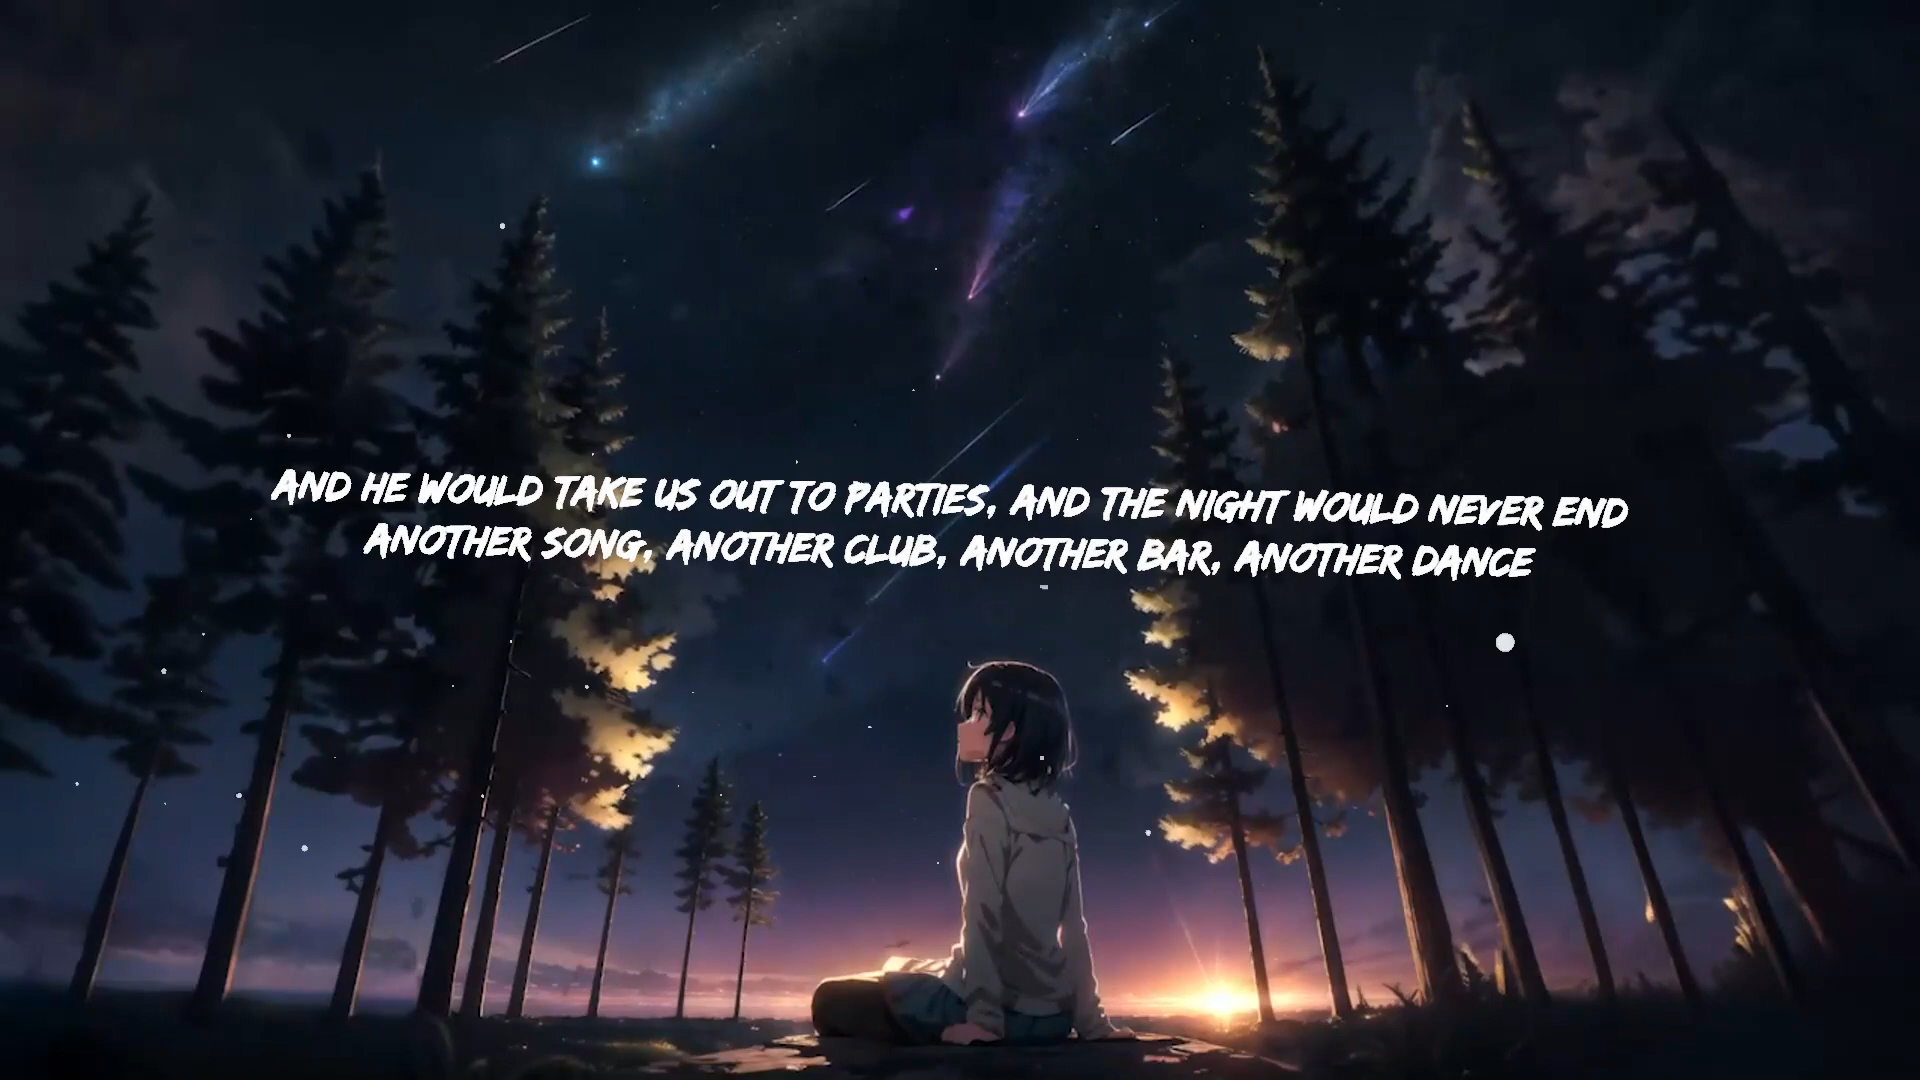 AND HE WOULD TAKE US OUT TO PARTIES, AND THE NIGHT WOULD NEVER END
ANOTHER SONG, ANOTHER CLUB, ANOTHER BAR, ANOTHER DANCE